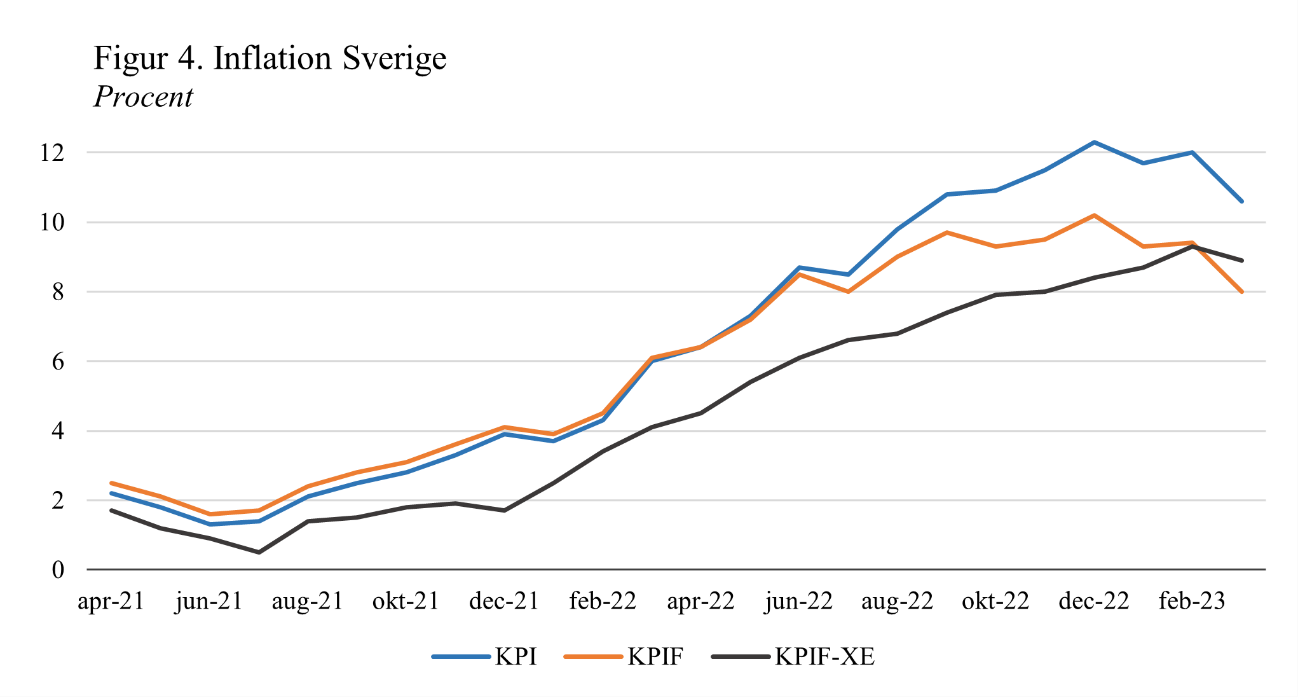 Figur 4. Inflation Sverige
Procent
12
10
8
6
4
2
0
apr-21 jun-21 aug-21 okt-21 dec-21 feb-22 apr-22 jun-22 aug-22 okt-22 dec-22 feb-23
KPI KPIF KPIF-XE